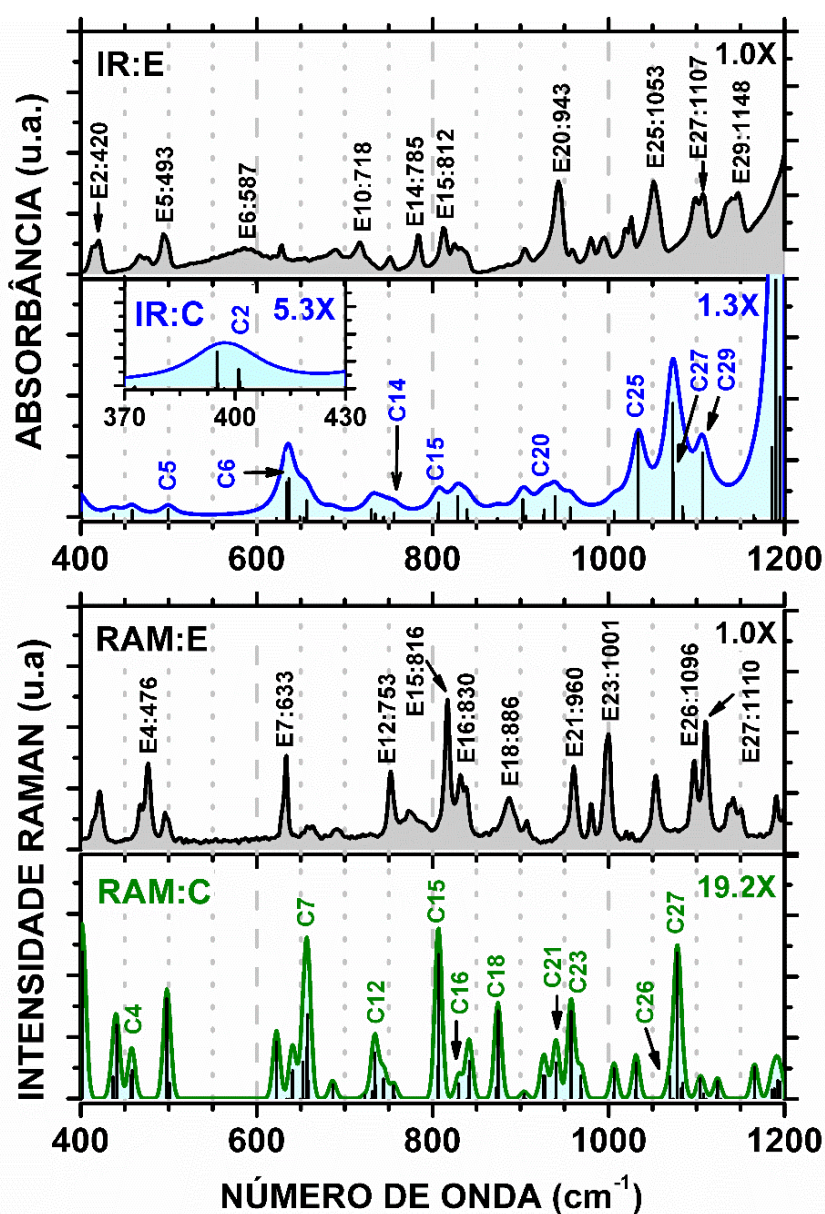 ABSORBÂNCIA (u.a.)
IR:E
1.0X
E2:420
E5:493
E6:587
E10:718
E14:785
E15:812
E20:943
E25:1053
E27:1107
E29:1148
IR:C
5.3X
C2
370 400 430
1.3X
C5
C6
C14
C15
C20
C25
C27
C29
400 600 800 1000 1200
INTENSIDADE RAMAN (u.a)
RAM:E
1.0X
E4:476
E7:633
E12:753
E15:816
E16:830
E18:886
E21:960
E23:1001
E26:1096
E27:1110
RAM:C
19.2X
C4
C7
C12
C15
C16
C18
C21
C23
C26
C27
400 600 800 1000 1200
NÚMERO DE ONDA (cm⁻¹)